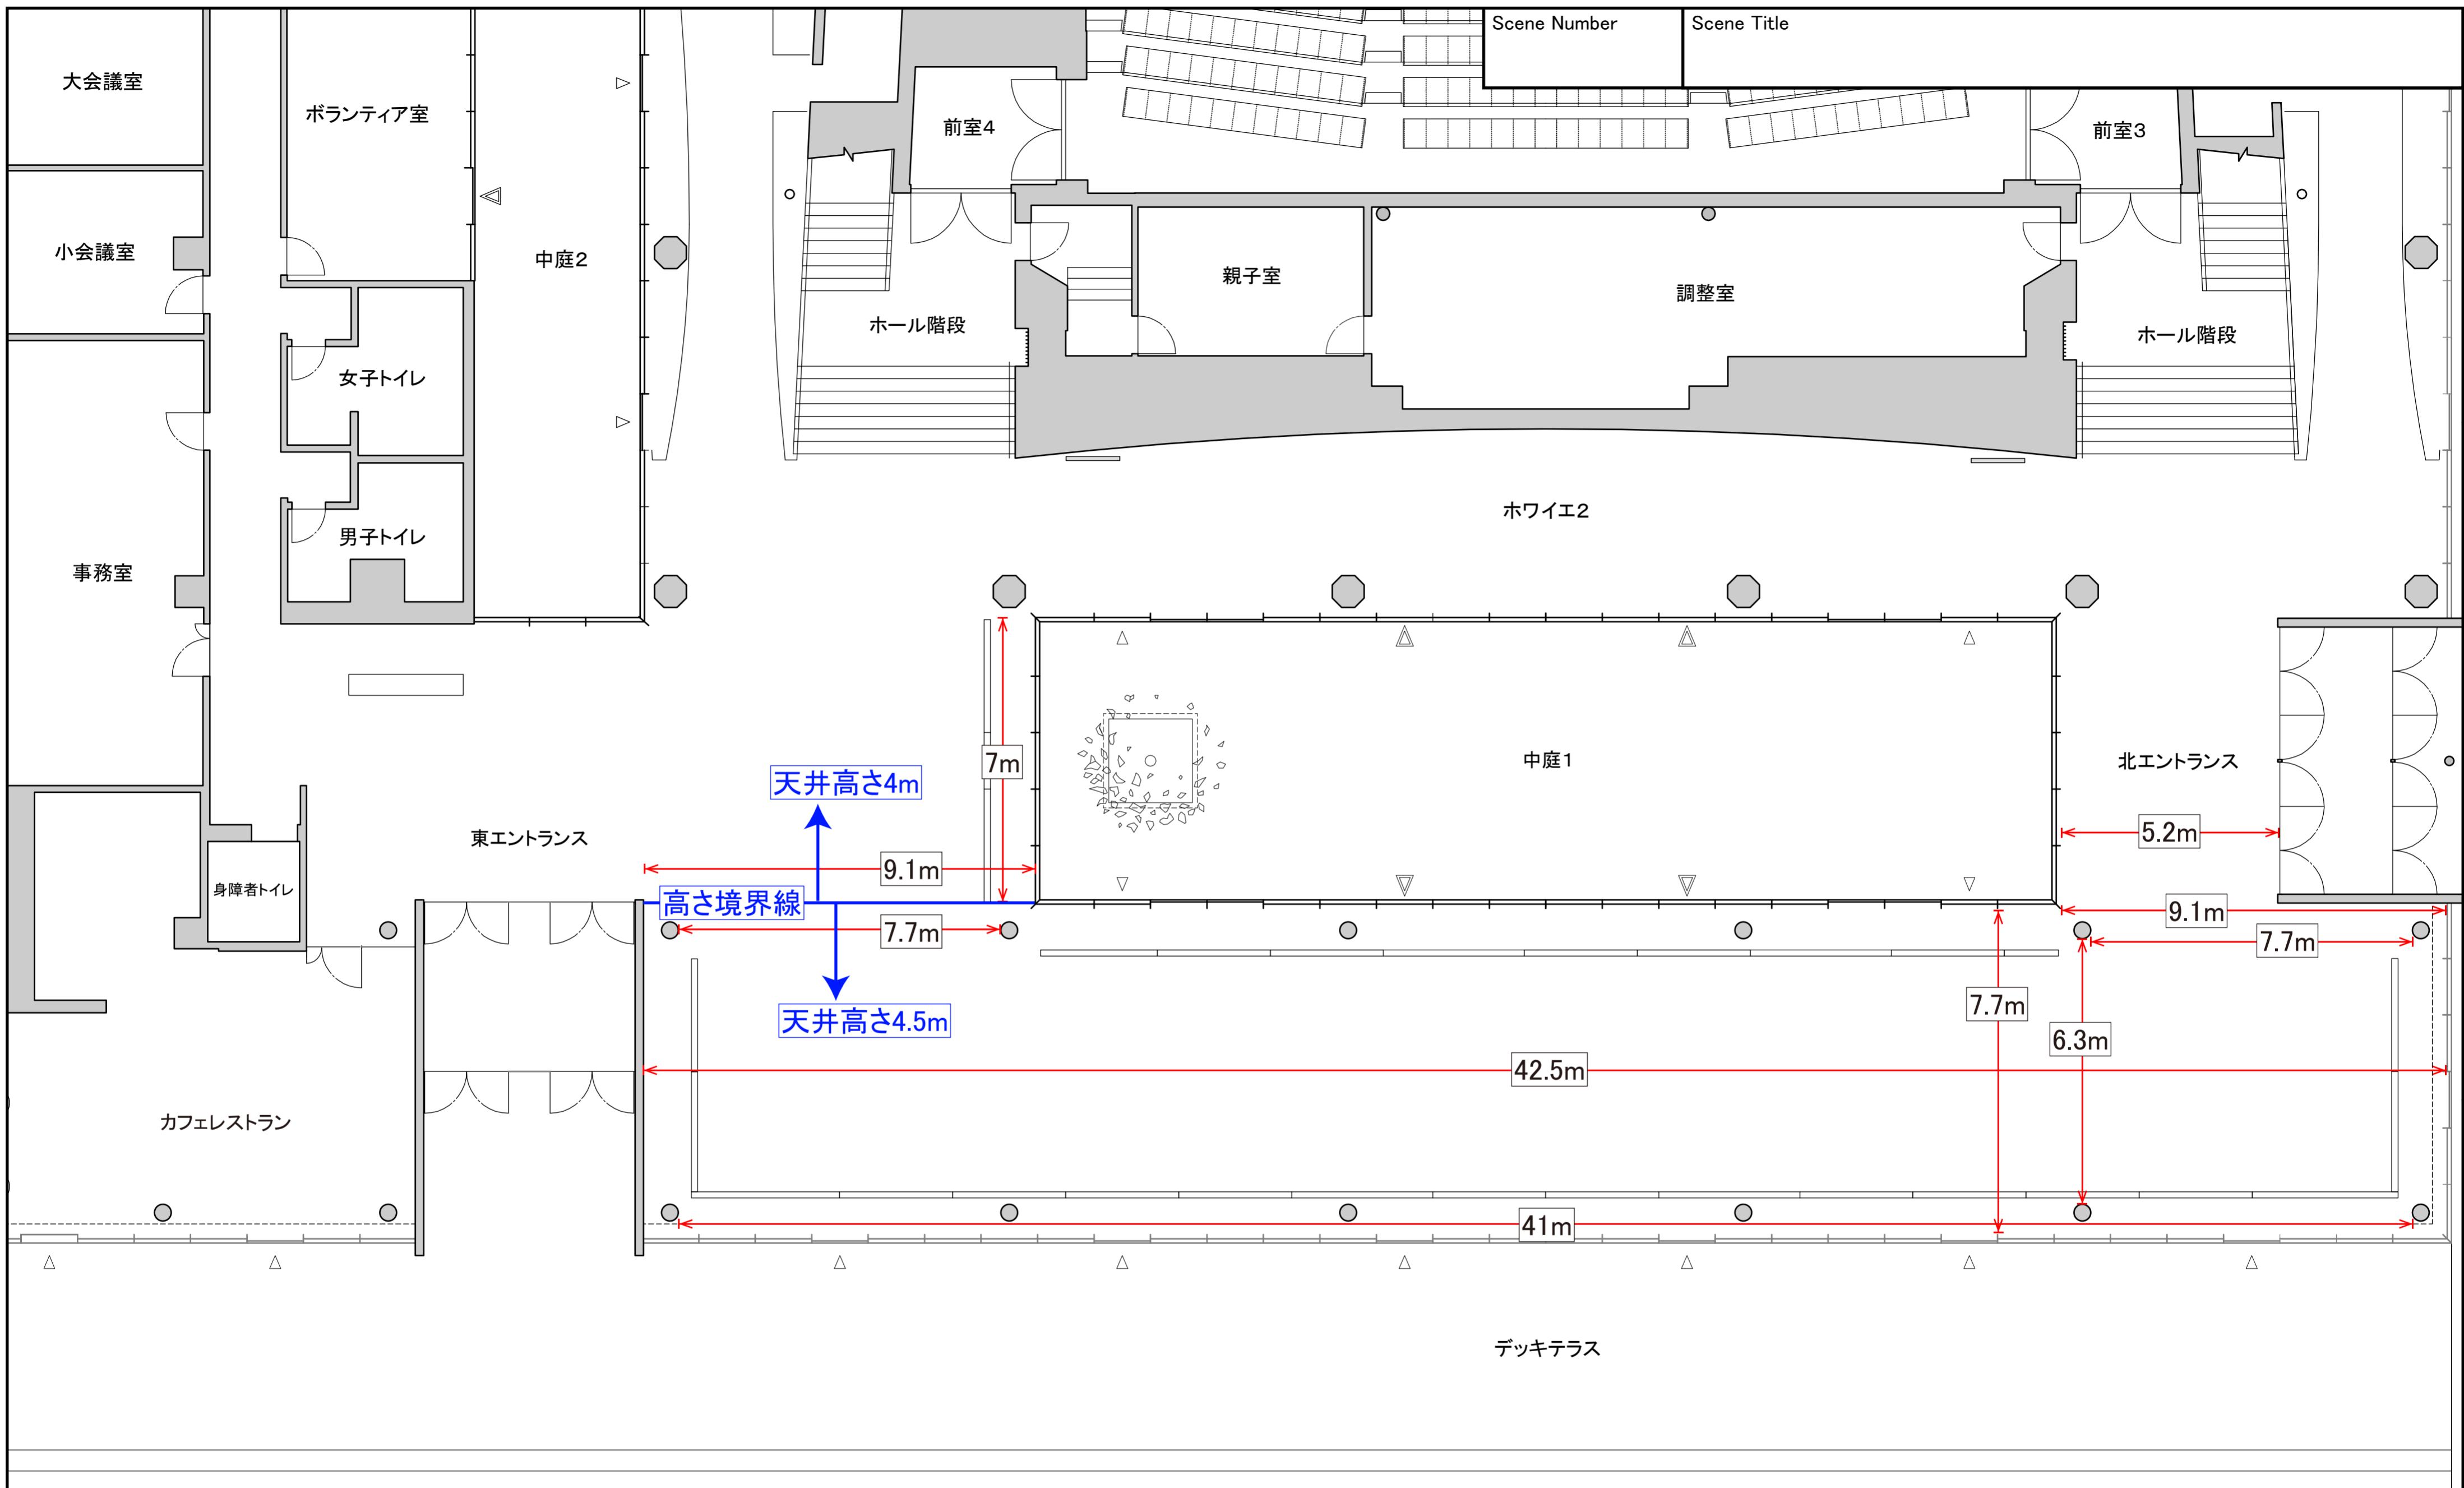 Scene Number
Scene Title
大会議室
ボランティア室
前室4
前室3
小会議室
中庭2
親子室
調整室
ホール階段
ホール階段
女子トイレ
男子トイレ
ホワイエ2
事務室
7m
中庭1
北エントランス
天井高さ4m
東エントランス
5.2m
9.1m
身障者トイレ
高さ境界線
9.1m
7.7m
7.7m
7.7m
天井高さ4.5m
6.3m
42.5m
カフェレストラン
41m
デッキテラス